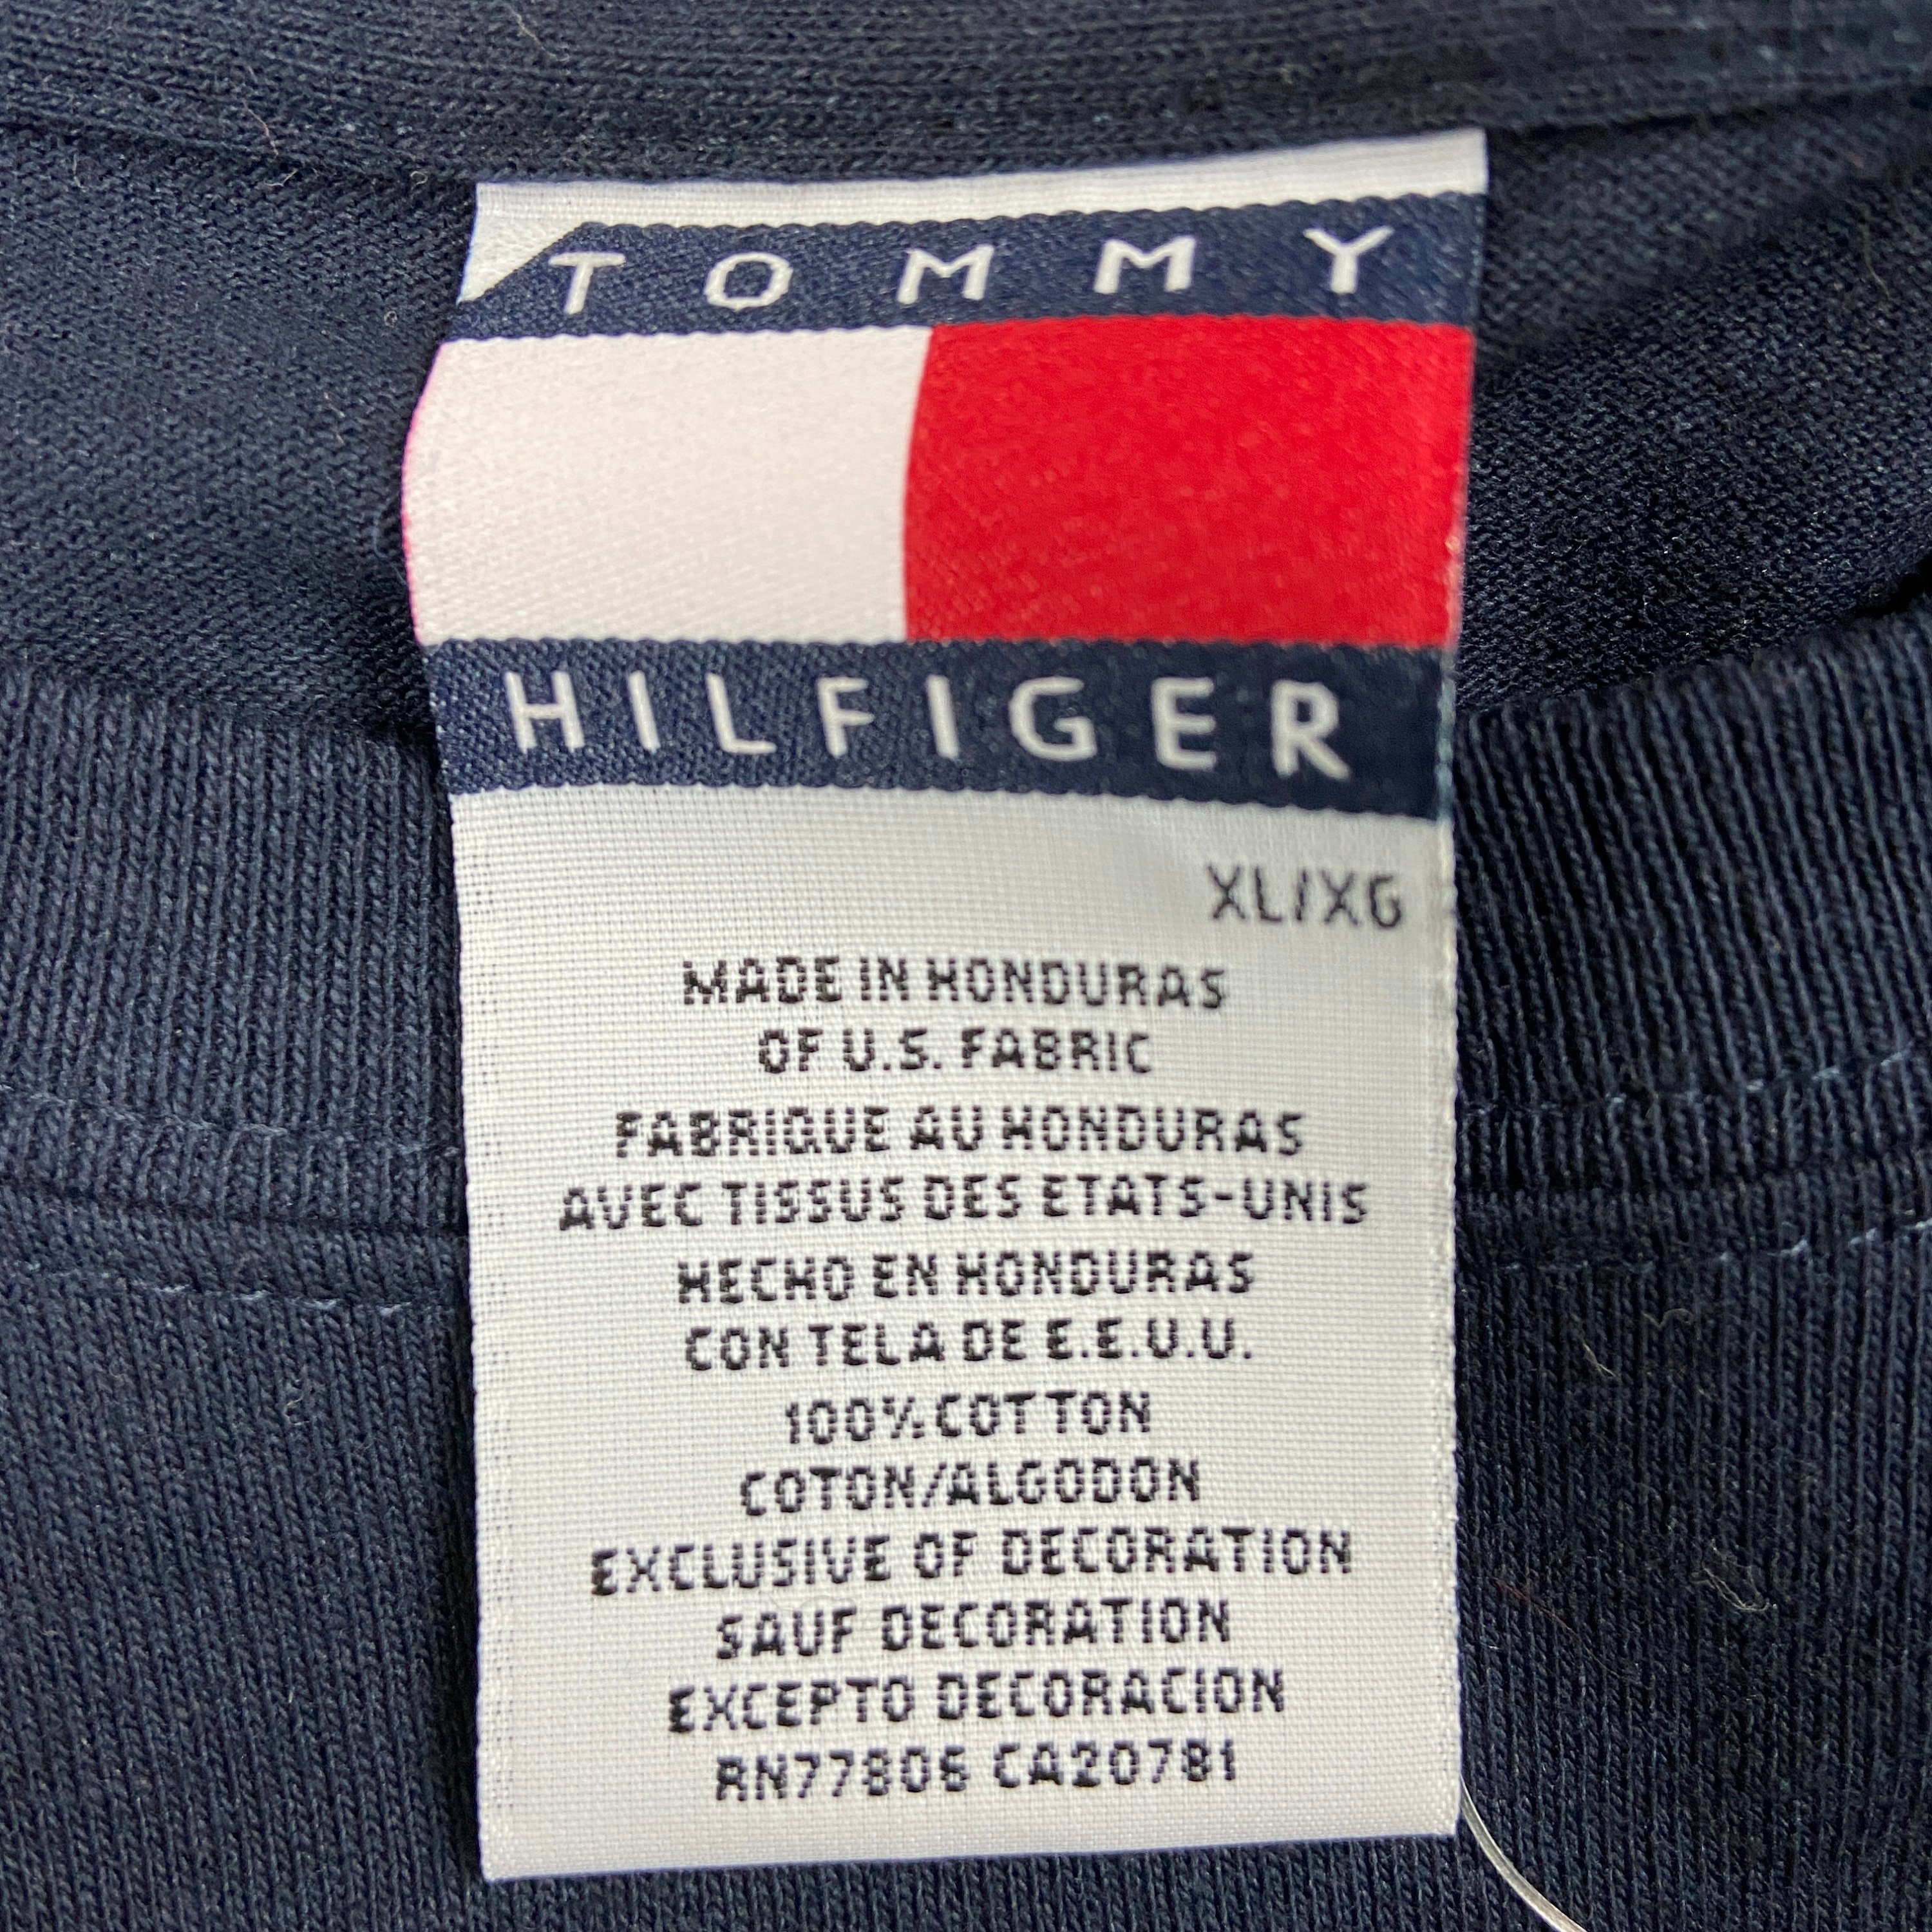 TOMMY
HILFIGER
XL/XG
MADE IN HONDURAS
OF U.S. FABRIC
FABRIQUE AU HONDURAS
AVEC TISSUS DES ETATS-UNIS
HECHO EN HONDURAS
CON TELA DE E.E.U.U.
100% COTTON
COTON/ALGODON
EXCLUSIVE OF DECORATION
SAUF DECORATION
EXCEPTO DECORACION
RN77806 CA20781